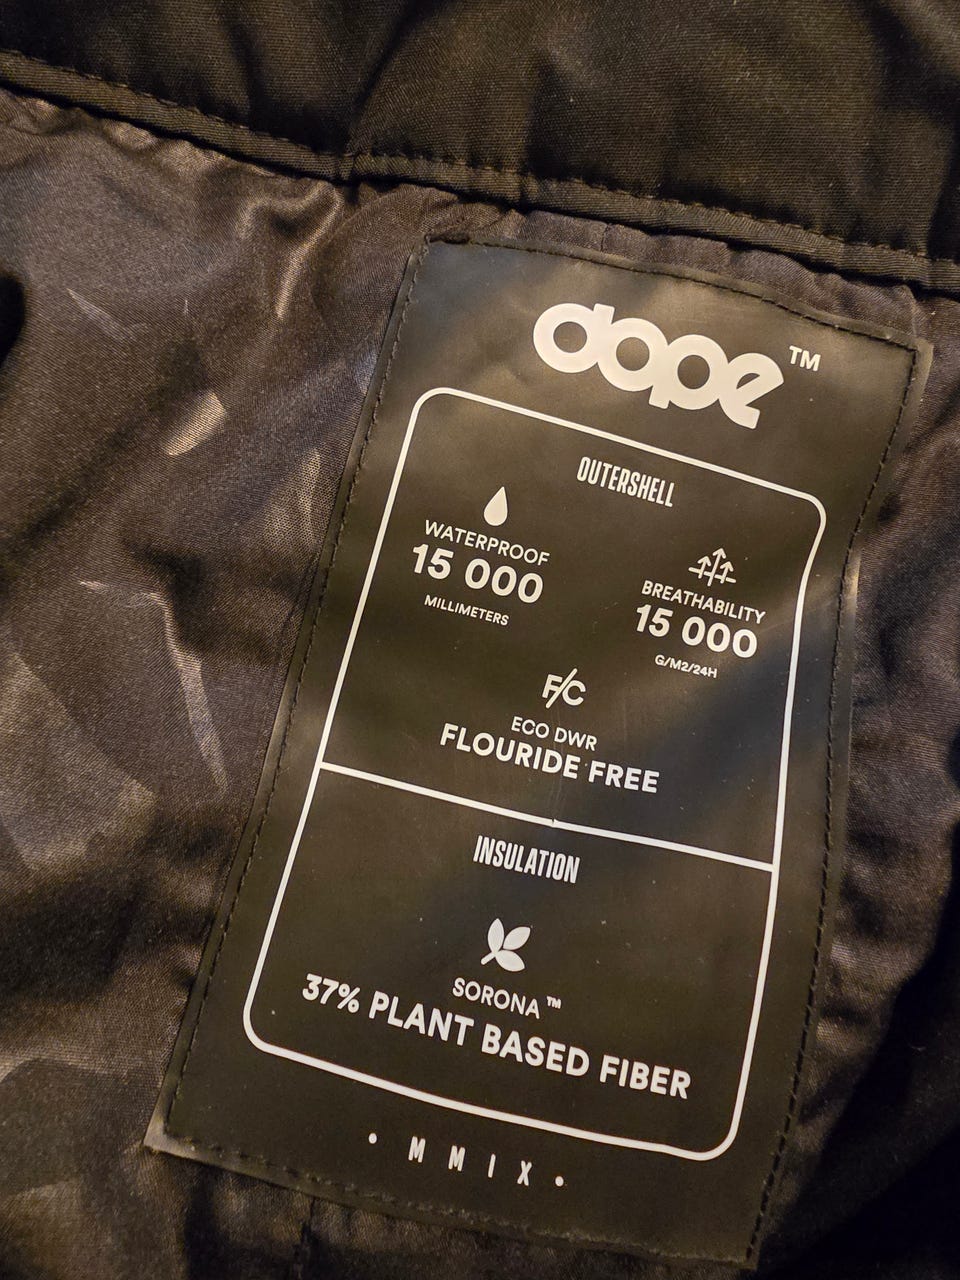 dope™
OUTERSHELL
WATERPROOF
15 000
MILLIMETERS
BREATHABILITY
15 000
G/M2/24H
F/C
ECO DWR
FLOURIDE FREE
INSULATION
SORONA™
37% PLANT BASED FIBER
• M M I X •